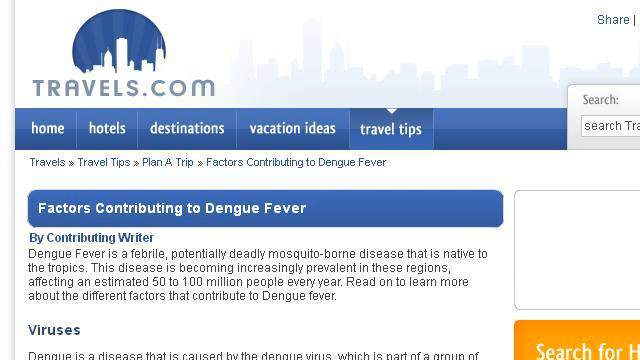 Share |
TRAVELS.COM
Search:
search Tra
home hotels destinations vacation ideas travel tips
Travels » Travel Tips » Plan A Trip » Factors Contributing to Dengue Fever
Factors Contributing to Dengue Fever
By Contributing Writer
Dengue Fever is a febrile, potentially deadly mosquito-borne disease that is native to
the tropics. This disease is becoming increasingly prevalent in these regions,
affecting an estimated 50 to 100 million people every year. Read on to learn more
about the different factors that contribute to Dengue fever.
Viruses
Dengue is a disease that is caused by the dengue virus, which is part of a group of
Search for H